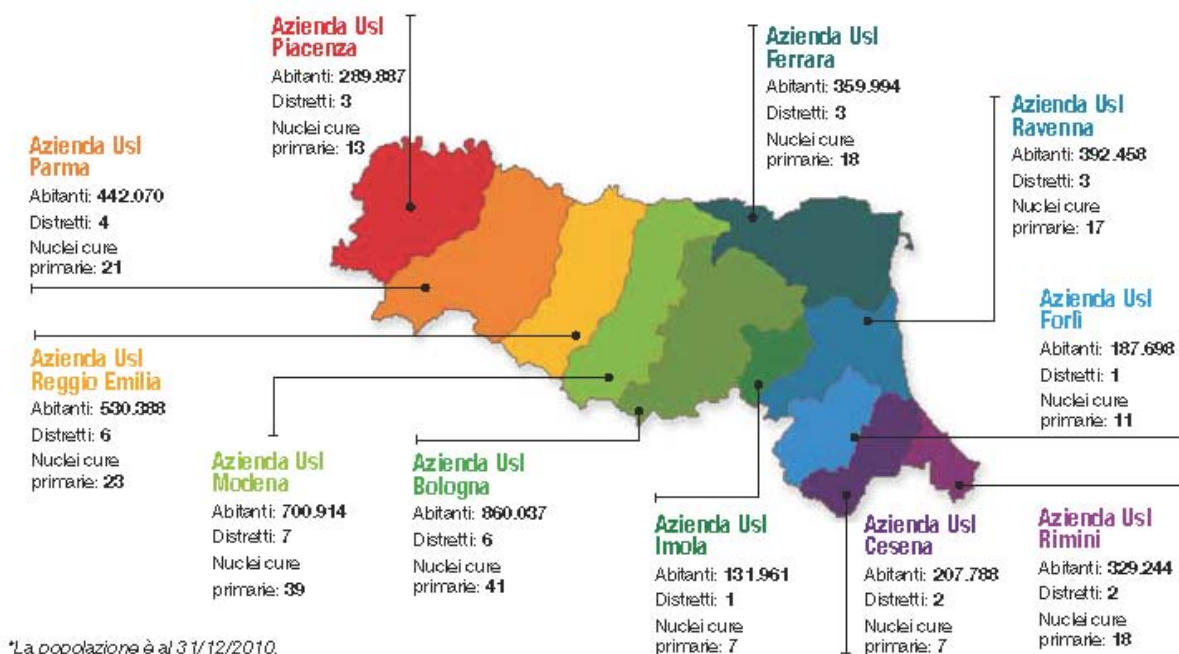 Azienda Usl
Piacenza
Abitanti: 289.887
Distretti: 3
Nuclei cure
primarie: 13
Azienda Usl
Ferrara
Abitanti: 359.994
Distretti: 3
Nuclei cure
primarie: 18
Azienda Usl
Ravenna
Abitanti: 392.458
Distretti: 3
Nuclei cure
primarie: 17
Azienda Usl
Parma
Abitanti: 442.070
Distretti: 4
Nuclei cure
primarie: 21
Azienda Usl
Forlì
Abitanti: 187.698
Distretti: 1
Nuclei cure
primarie: 11
Azienda Usl
Reggio Emilia
Abitanti: 530.388
Distretti: 6
Nuclei cure
primarie: 23
Azienda Usl
Modena
Abitanti: 700.914
Distretti: 7
Nuclei cure
primarie: 39
Azienda Usl
Bologna
Abitanti: 860.037
Distretti: 6
Nuclei cure
primarie: 41
Azienda Usl
Imola
Abitanti: 131.961
Distretti: 1
Nuclei cure
primarie: 7
Azienda Usl
Cesena
Abitanti: 207.788
Distretti: 2
Nuclei cure
primarie: 7
Azienda Usl
Rimini
Abitanti: 329.244
Distretti: 2
Nuclei cure
primarie: 18
*La popolazione è al 31/12/2010.